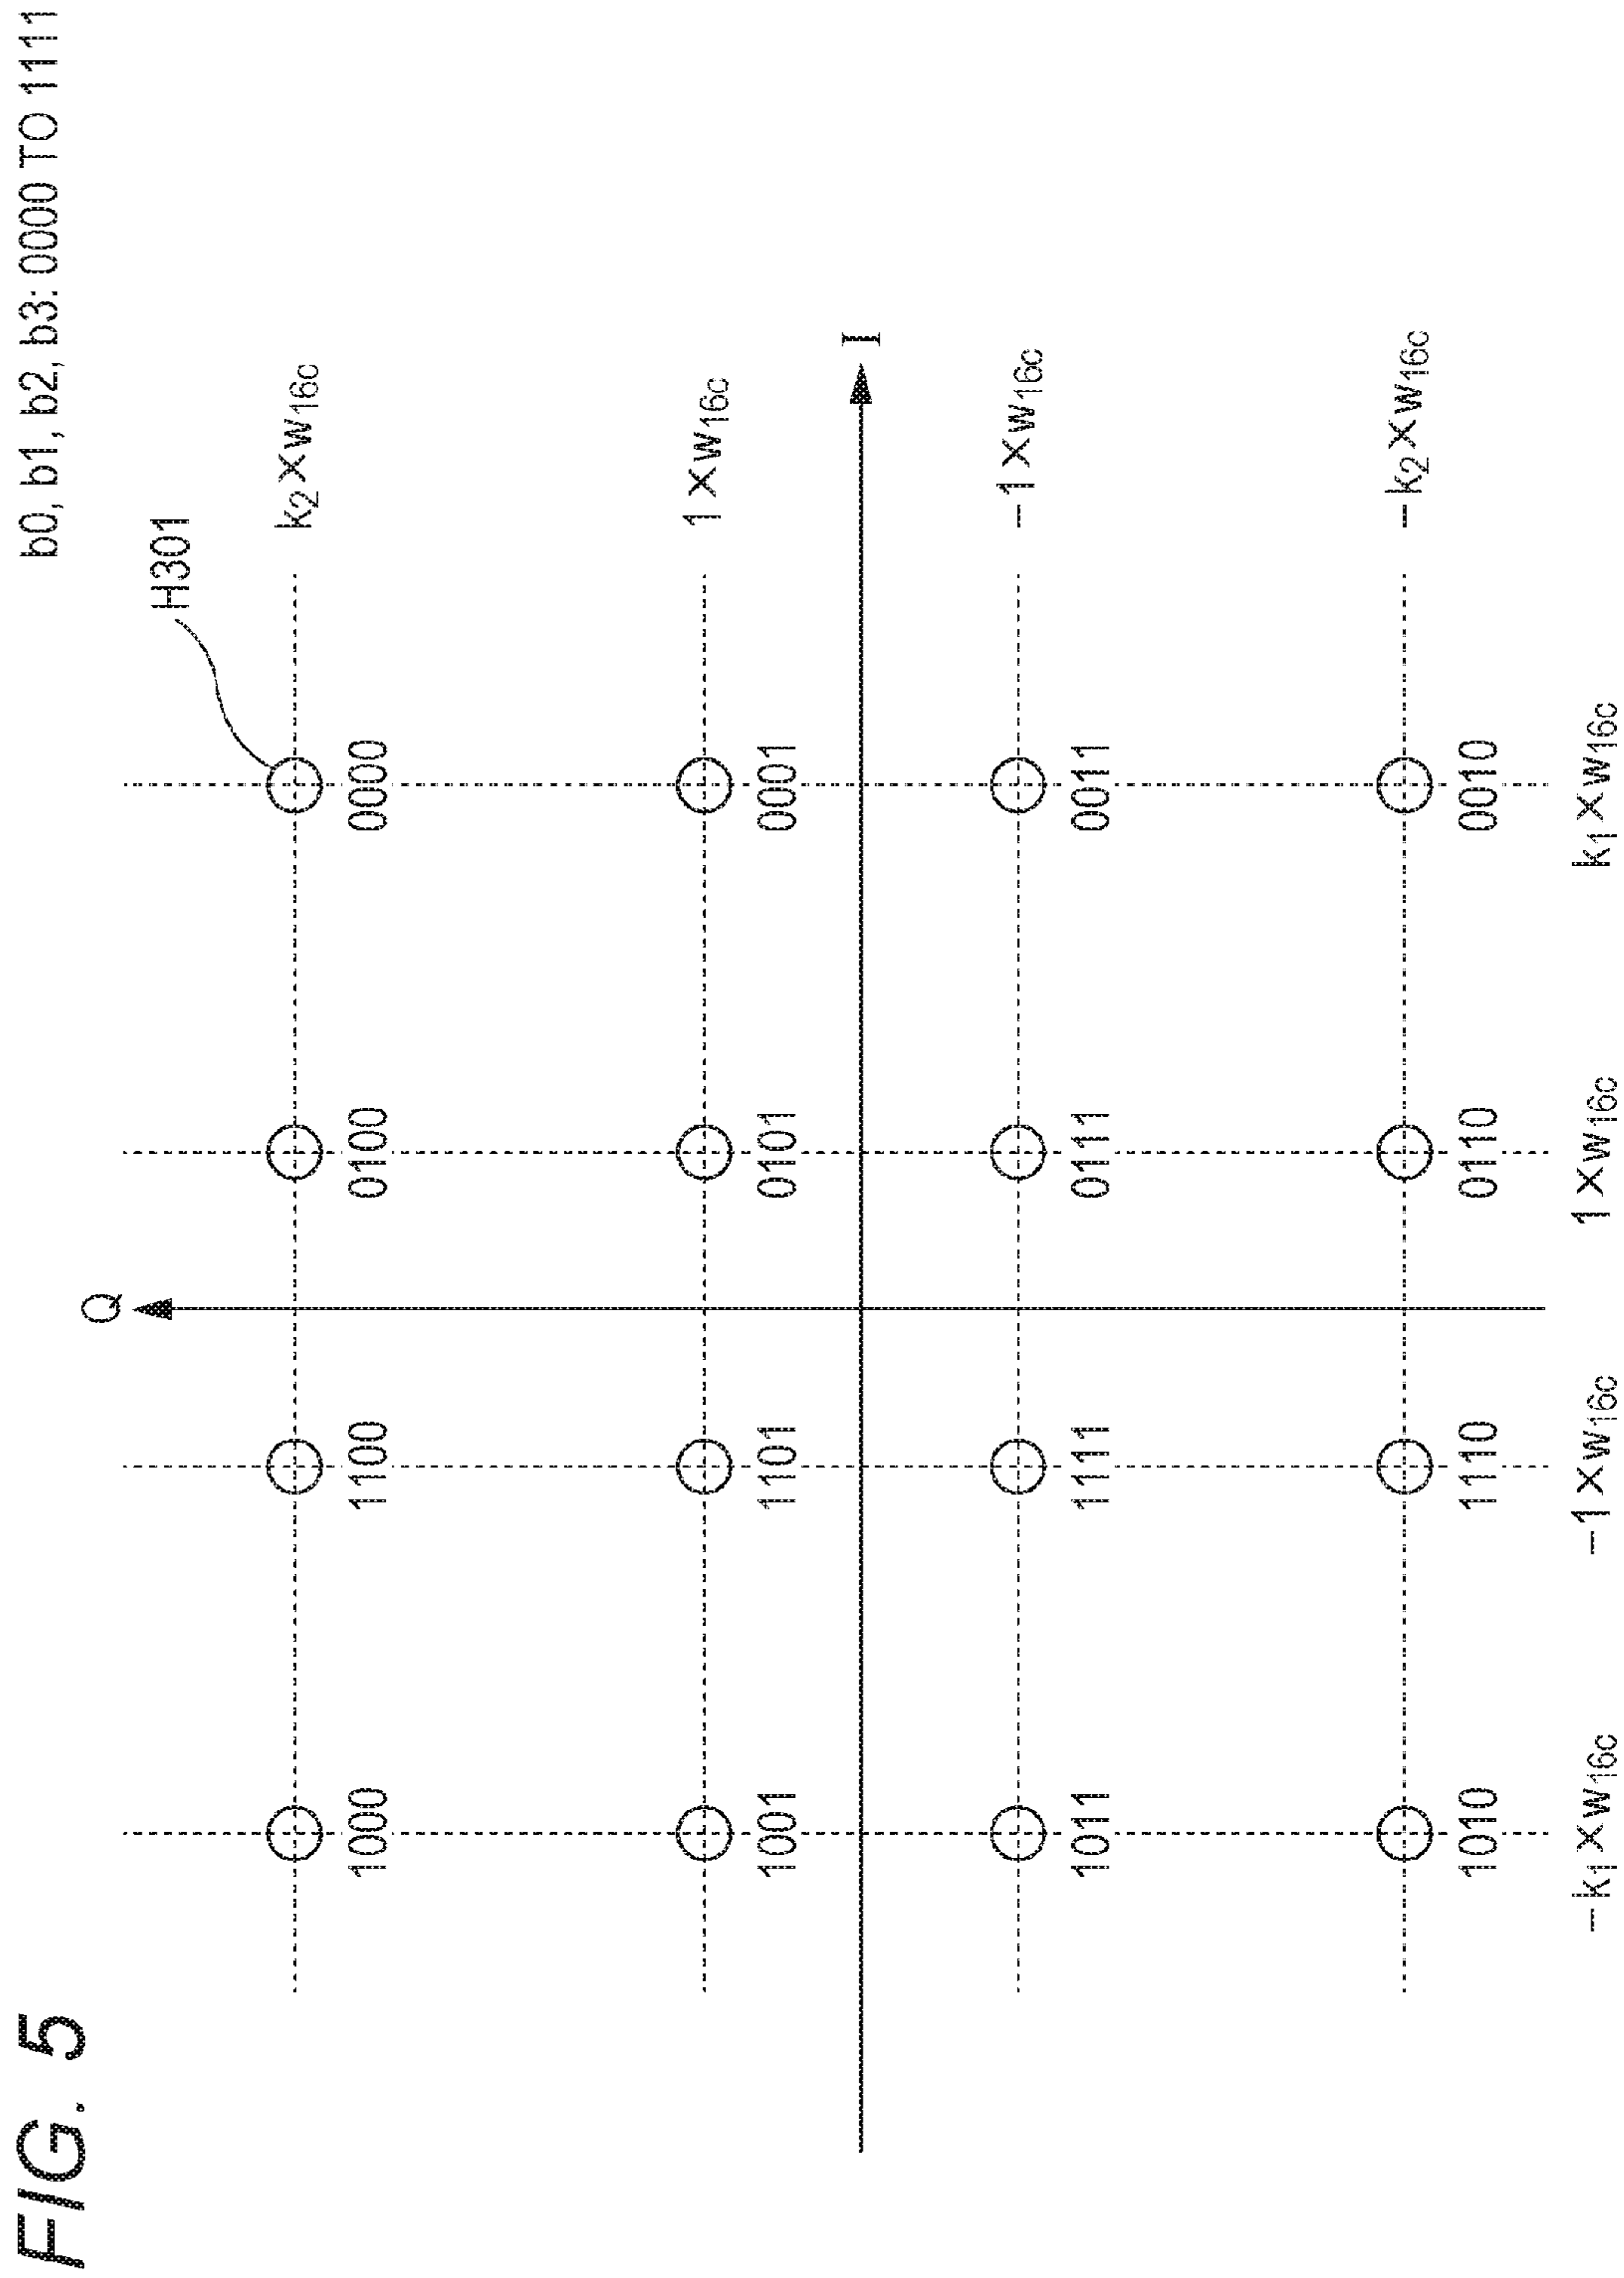 FIG. 5
b0, b1, b2, b3: 0000 TO 1111
Q
H301
k₂×w₁₆c
1000 1100 0100 0000
1×w₁₆c
1001 1101 0101 0001
I
−1×w₁₆c
1011 1111 0111 0011
−k₂×w₁₆c
1010 1110 0110 0010
−k₁×w₁₆c −1×w₁₆c 1×w₁₆c k₁×w₁₆c